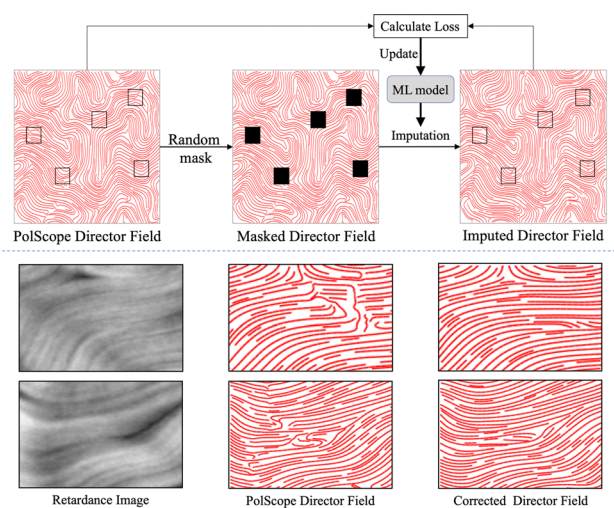 Calculate Loss
Update
ML model
Random
mask
Imputation
PolScope Director Field
Masked Director Field
Imputed Director Field
Retardance Image
PolScope Director Field
Corrected Director Field